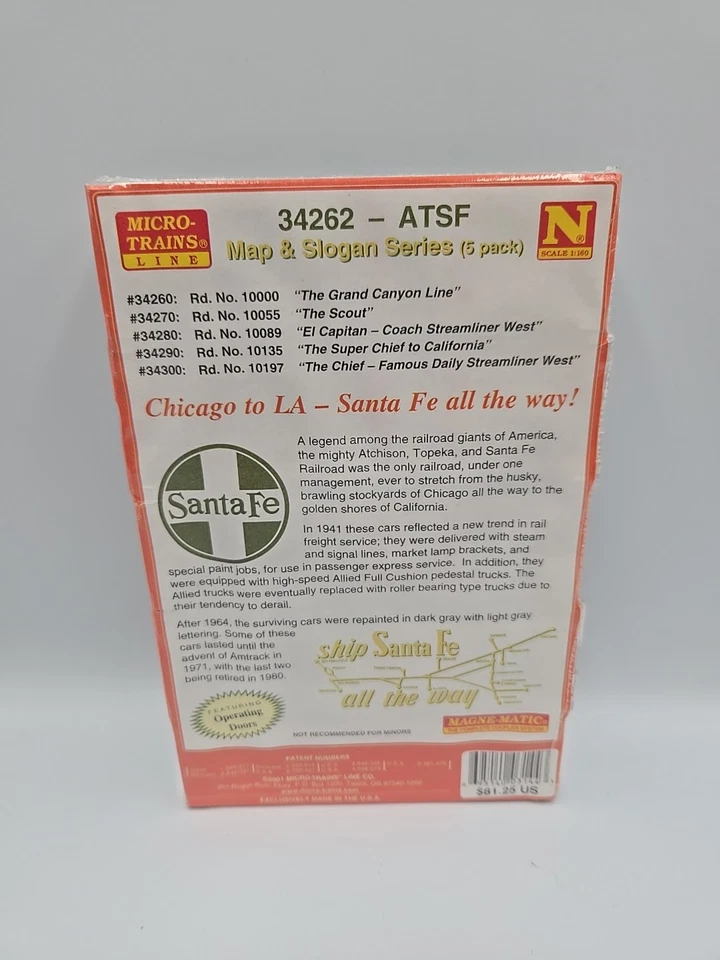 MICRO-
TRAINS®
LINE
34262 – ATSF
Map & Slogan Series (5 pack)
N®
SCALE 1:160
#34260: Rd. No. 10000 "The Grand Canyon Line"
#34270: Rd. No. 10055 "The Scout"
#34280: Rd. No. 10089 "El Capitan – Coach Streamliner West"
#34290: Rd. No. 10135 "The Super Chief to California"
#34300: Rd. No. 10197 "The Chief – Famous Daily Streamliner West"
Chicago to LA – Santa Fe all the way!
Santa Fe
A legend among the railroad giants of America,
the mighty Atchison, Topeka, and Santa Fe
Railroad was the only railroad, under one
management, ever to stretch from the husky,
brawling stockyards of Chicago all the way to the
golden shores of California.
In 1941 these cars reflected a new trend in rail
freight service; they were delivered with steam
and signal lines, market lamp brackets, and
special paint jobs, for use in passenger express service. In addition, they
were equipped with high-speed Allied Full Cushion pedestal trucks. The
Allied trucks were eventually replaced with roller bearing type trucks due to
their tendency to derail.
After 1964, the surviving cars were repainted in dark gray with light gray
lettering. Some of these
cars lasted until the
advent of Amtrack in
1971, with the last two
being retired in 1980.
ship Santa Fe
all the way
FEATURING
Operating
Doors
NOT RECOMMENDED FOR MINORS
MAGNE-MATIC®
PATENT NUMBERS
©2001 MICRO-TRAINS LINE CO.
EXCLUSIVELY MADE IN THE U.S.A.
$81.25 US